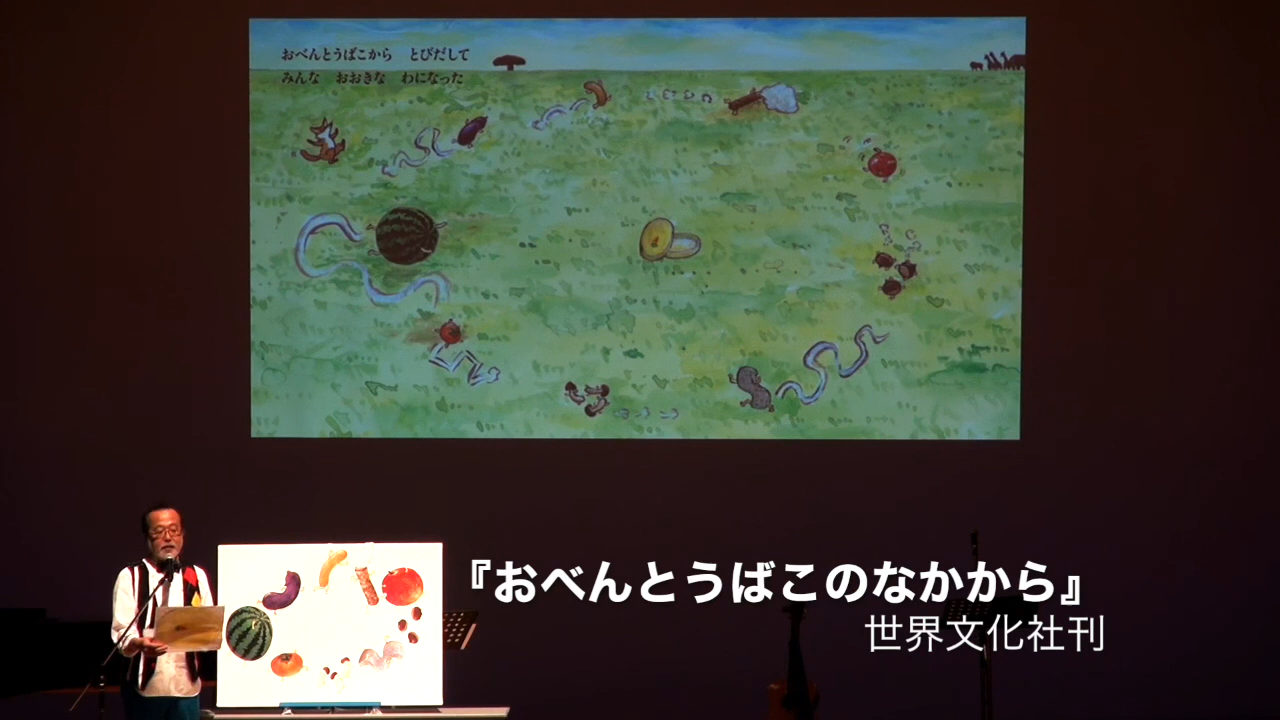 おべんとうばこから　とびだして
みんな　おおきな　わになった
『おべんとうばこのなかから』
世界文化社刊